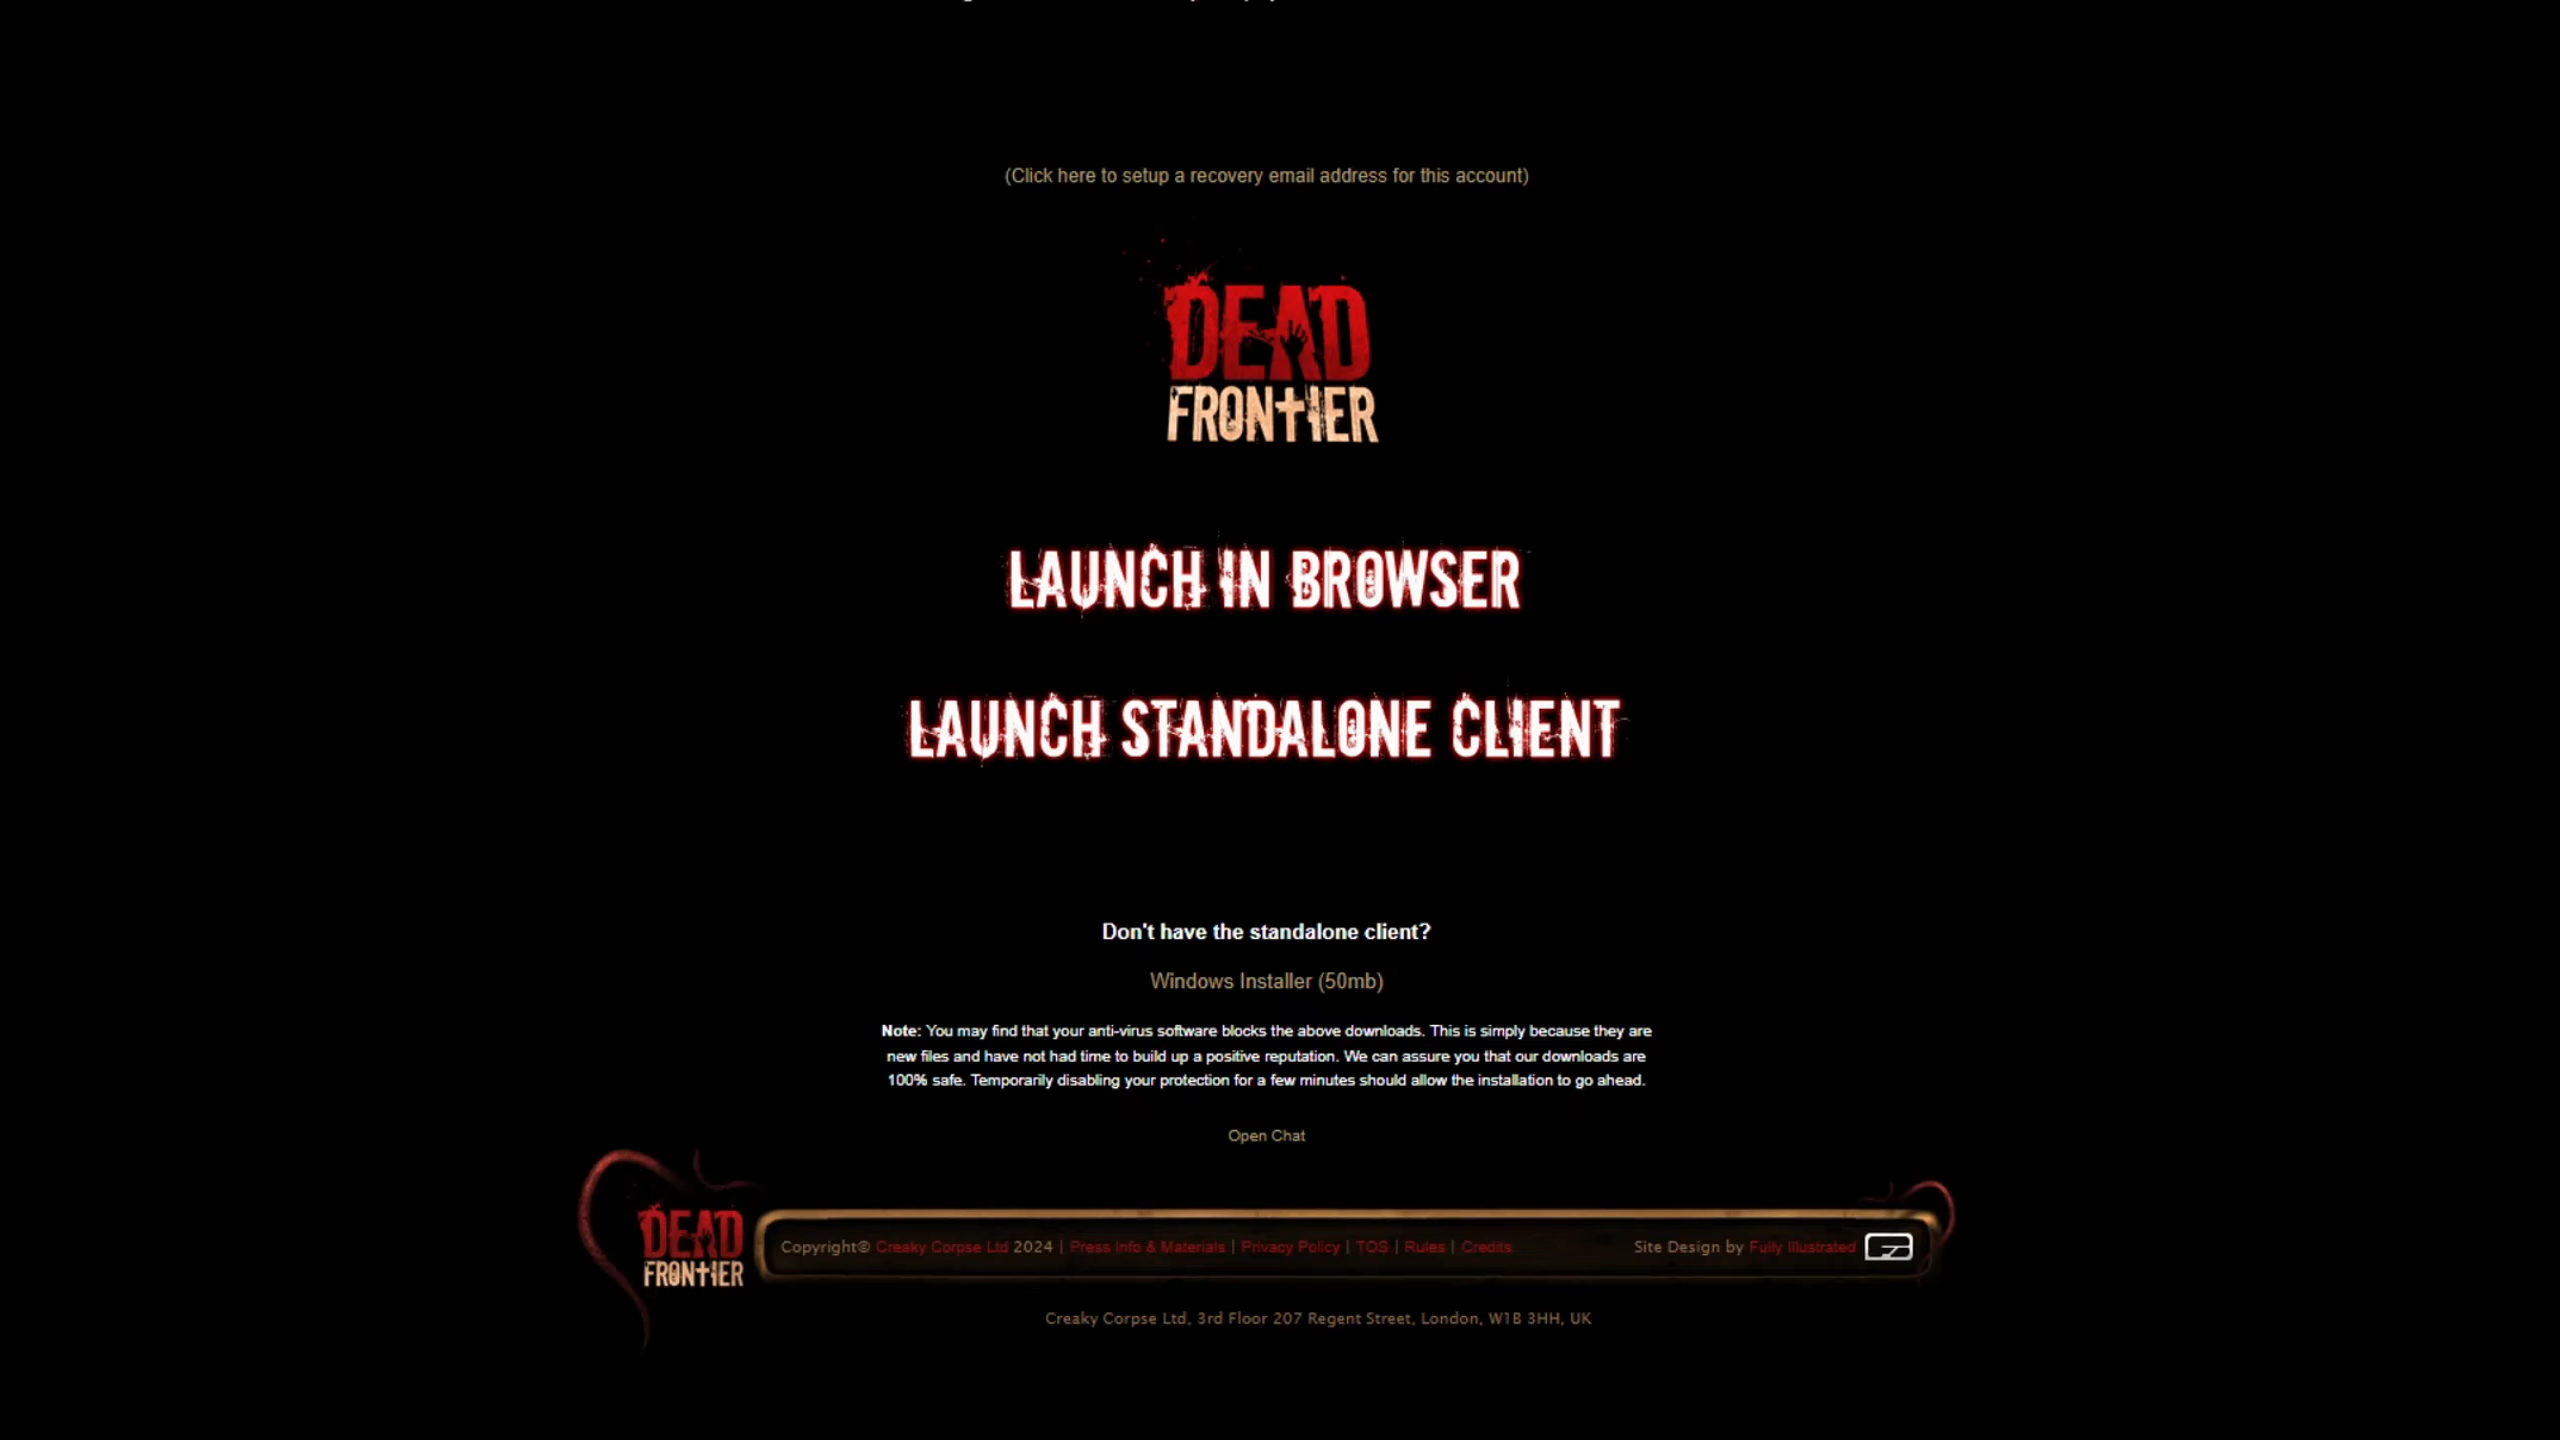 (Click here to setup a recovery email address for this account)
DEAD
FRONTIER
LAUNCH IN BROWSER
LAUNCH STANDALONE CLIENT
Don't have the standalone client?
Windows Installer (50mb)
Note: You may find that your anti-virus software blocks the above downloads. This is simply because they are
new files and have not had time to build up a positive reputation. We can assure you that our downloads are
100% safe. Temporarily disabling your protection for a few minutes should allow the installation to go ahead.
Open Chat
DEAD
FRONTIER
Copyright© Creaky Corpse Ltd 2024 | Press Info & Materials | Privacy Policy | TOS | Rules | Credits
Site Design by Fully Illustrated
Creaky Corpse Ltd, 3rd Floor 207 Regent Street, London, W1B 3HH, UK